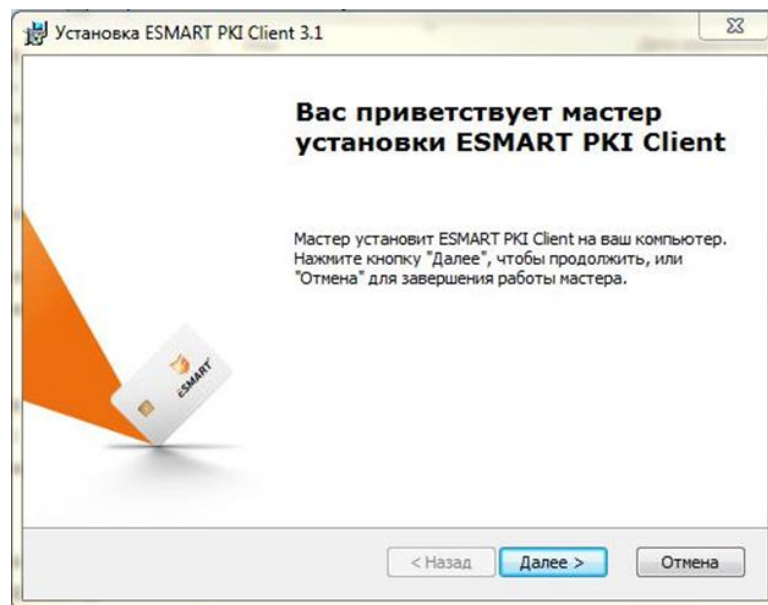 Установка ESMART PKI Client 3.1
Вас приветствует мастер
установки ESMART PKI Client
Мастер установит ESMART PKI Client на ваш компьютер.
Нажмите кнопку "Далее", чтобы продолжить, или
"Отмена" для завершения работы мастера.
ESMART
< Назад
Далее >
Отмена